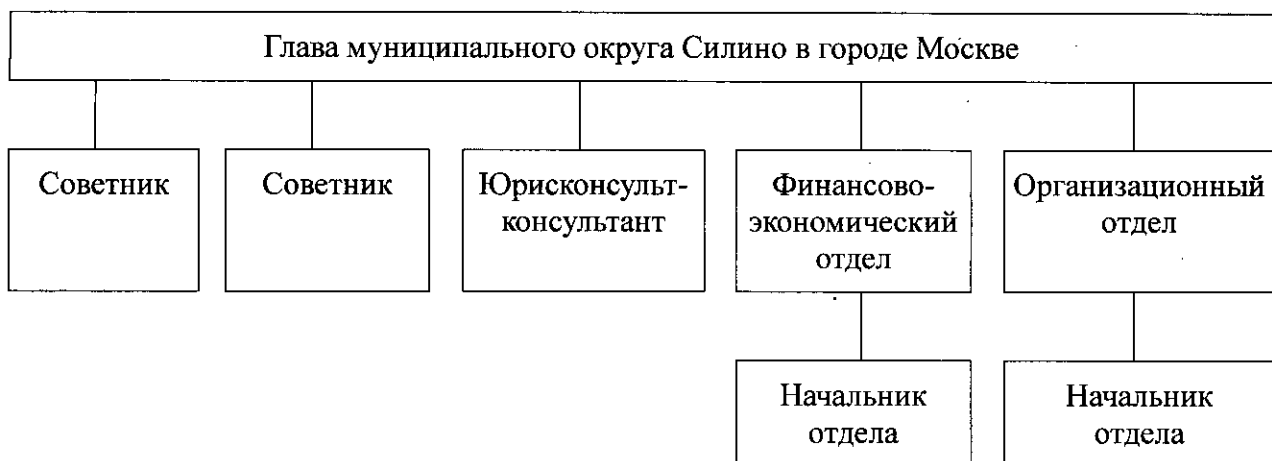 Глава муниципального округа Силино в городе Москве
Советник
Советник
Юрисконсульт-
консультант
Финансово-
экономический
отдел
Организационный
отдел
Начальник
отдела
Начальник
отдела